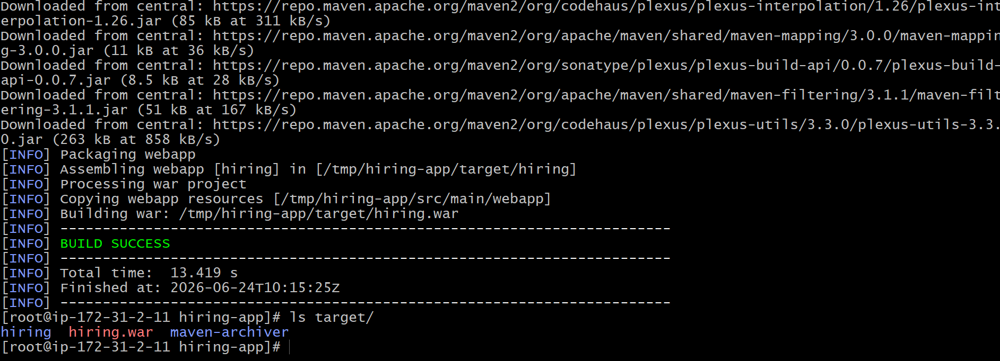 Downloaded from central: https://repo.maven.apache.org/maven2/org/codehaus/plexus/plexus-interpolation/1.26/plexus-int
erpolation-1.26.jar (85 kB at 311 kB/s)
Downloaded from central: https://repo.maven.apache.org/maven2/org/apache/maven/shared/maven-mapping/3.0.0/maven-mappin
g-3.0.0.jar (11 kB at 36 kB/s)
Downloaded from central: https://repo.maven.apache.org/maven2/org/sonatype/plexus/plexus-build-api/0.0.7/plexus-build-
api-0.0.7.jar (8.5 kB at 28 kB/s)
Downloaded from central: https://repo.maven.apache.org/maven2/org/apache/maven/shared/maven-filtering/3.1.1/maven-filt
ering-3.1.1.jar (51 kB at 167 kB/s)
Downloaded from central: https://repo.maven.apache.org/maven2/org/codehaus/plexus/plexus-utils/3.3.0/plexus-utils-3.3.
0.jar (263 kB at 858 kB/s)
[INFO] Packaging webapp
[INFO] Assembling webapp [hiring] in [/tmp/hiring-app/target/hiring]
[INFO] Processing war project
[INFO] Copying webapp resources [/tmp/hiring-app/src/main/webapp]
[INFO] Building war: /tmp/hiring-app/target/hiring.war
[INFO] ------------------------------------------------------------------------
[INFO] BUILD SUCCESS
[INFO] ------------------------------------------------------------------------
[INFO] Total time:  13.419 s
[INFO] Finished at: 2026-06-24T10:15:25Z
[INFO] ------------------------------------------------------------------------
[root@ip-172-31-2-11 hiring-app]# ls target/
hiring  hiring.war  maven-archiver
[root@ip-172-31-2-11 hiring-app]#